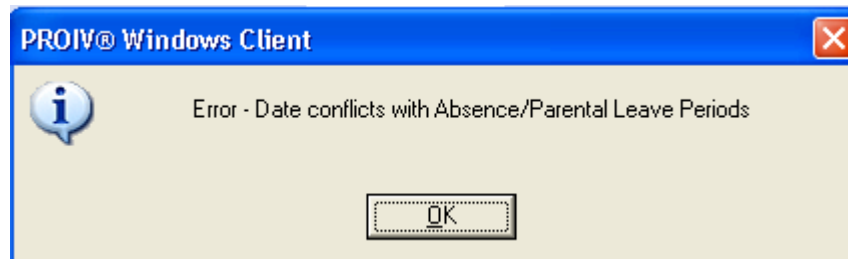 PROIV® Windows Client
Error - Date conflicts with Absence/Parental Leave Periods
OK